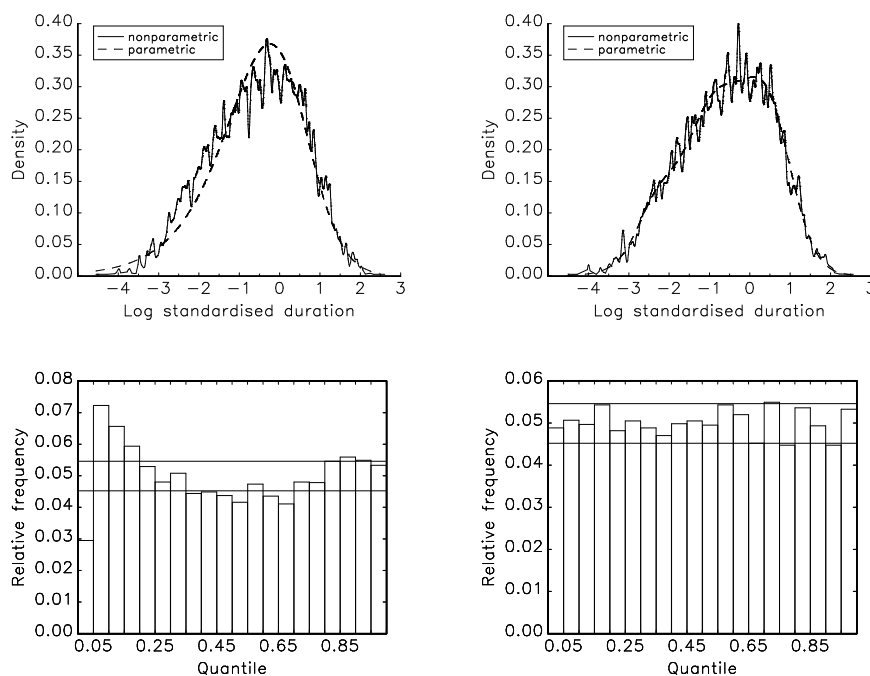 0.40
0.35
0.30
0.25
0.20
0.15
0.10
0.05
0.00
Density
nonparametric
parametric
−4 −3 −2 −1 0 1 2 3
Log standardised duration
0.40
0.35
0.30
0.25
0.20
0.15
0.10
0.05
0.00
Density
nonparametric
parametric
−4 −3 −2 −1 0 1 2 3
Log standardised duration
0.08
0.07
0.06
0.05
0.04
0.03
0.02
0.01
0.00
Relative frequency
0.05 0.25 0.45 0.65 0.85
Quantile
0.06
0.05
0.04
0.03
0.02
0.01
0.00
Relative frequency
0.05 0.25 0.45 0.65 0.85
Quantile